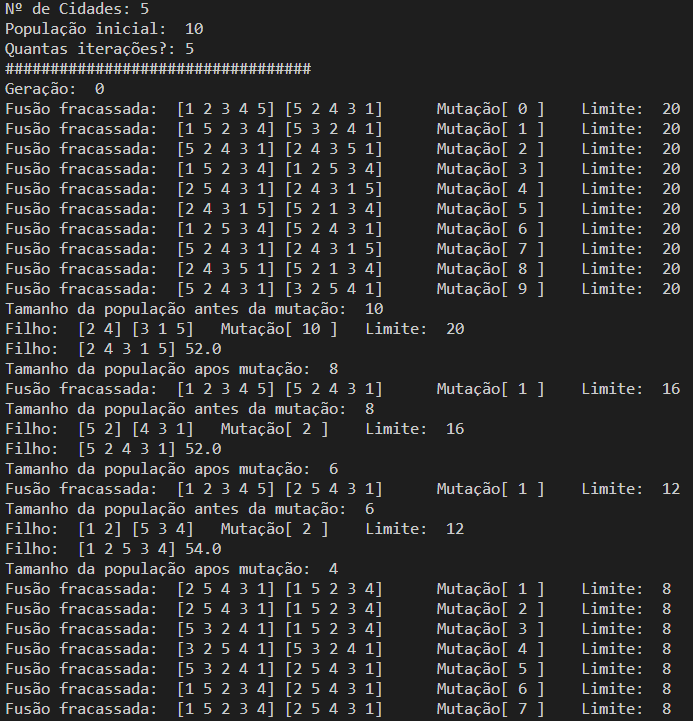 Nº de Cidades: 5
População inicial:  10
Quantas iterações?: 5
##################################
Geração:  0
Fusão fracassada:  [1 2 3 4 5] [5 2 4 3 1]      Mutação[ 0 ]    Limite:  20
Fusão fracassada:  [1 5 2 3 4] [5 3 2 4 1]      Mutação[ 1 ]    Limite:  20
Fusão fracassada:  [5 2 4 3 1] [2 4 3 5 1]      Mutação[ 2 ]    Limite:  20
Fusão fracassada:  [1 5 2 3 4] [1 2 5 3 4]      Mutação[ 3 ]    Limite:  20
Fusão fracassada:  [2 5 4 3 1] [2 4 3 1 5]      Mutação[ 4 ]    Limite:  20
Fusão fracassada:  [2 4 3 1 5] [5 2 1 3 4]      Mutação[ 5 ]    Limite:  20
Fusão fracassada:  [1 2 5 3 4] [5 2 4 3 1]      Mutação[ 6 ]    Limite:  20
Fusão fracassada:  [5 2 4 3 1] [2 4 3 1 5]      Mutação[ 7 ]    Limite:  20
Fusão fracassada:  [2 4 3 5 1] [5 2 1 3 4]      Mutação[ 8 ]    Limite:  20
Fusão fracassada:  [5 2 4 3 1] [3 2 5 4 1]      Mutação[ 9 ]    Limite:  20
Tamanho da população antes da mutação:  10
Filho:  [2 4] [3 1 5]   Mutação[ 10 ]   Limite:  20
Filho:  [2 4 3 1 5] 52.0
Tamanho da população apos mutação:  8
Fusão fracassada:  [1 2 3 4 5] [5 2 4 3 1]      Mutação[ 1 ]    Limite:  16
Tamanho da população antes da mutação:  8
Filho:  [5 2] [4 3 1]   Mutação[ 2 ]    Limite:  16
Filho:  [5 2 4 3 1] 52.0
Tamanho da população apos mutação:  6
Fusão fracassada:  [1 2 3 4 5] [2 5 4 3 1]      Mutação[ 1 ]    Limite:  12
Tamanho da população antes da mutação:  6
Filho:  [1 2] [5 3 4]   Mutação[ 2 ]    Limite:  12
Filho:  [1 2 5 3 4] 54.0
Tamanho da população apos mutação:  4
Fusão fracassada:  [2 5 4 3 1] [1 5 2 3 4]      Mutação[ 1 ]    Limite:  8
Fusão fracassada:  [2 5 4 3 1] [1 5 2 3 4]      Mutação[ 2 ]    Limite:  8
Fusão fracassada:  [5 3 2 4 1] [1 5 2 3 4]      Mutação[ 3 ]    Limite:  8
Fusão fracassada:  [3 2 5 4 1] [5 3 2 4 1]      Mutação[ 4 ]    Limite:  8
Fusão fracassada:  [5 3 2 4 1] [2 5 4 3 1]      Mutação[ 5 ]    Limite:  8
Fusão fracassada:  [1 5 2 3 4] [2 5 4 3 1]      Mutação[ 6 ]    Limite:  8
Fusão fracassada:  [1 5 2 3 4] [2 5 4 3 1]      Mutação[ 7 ]    Limite:  8